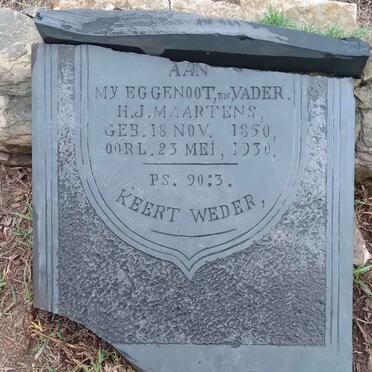 AAN
MY EGGENOOT, EN VADER.
H.J. MAARTENS,
GEB. 18 NOV. 1850,
OORL. 23 MEI, 1930.
PS. 90:3.
KEERT WEDER,